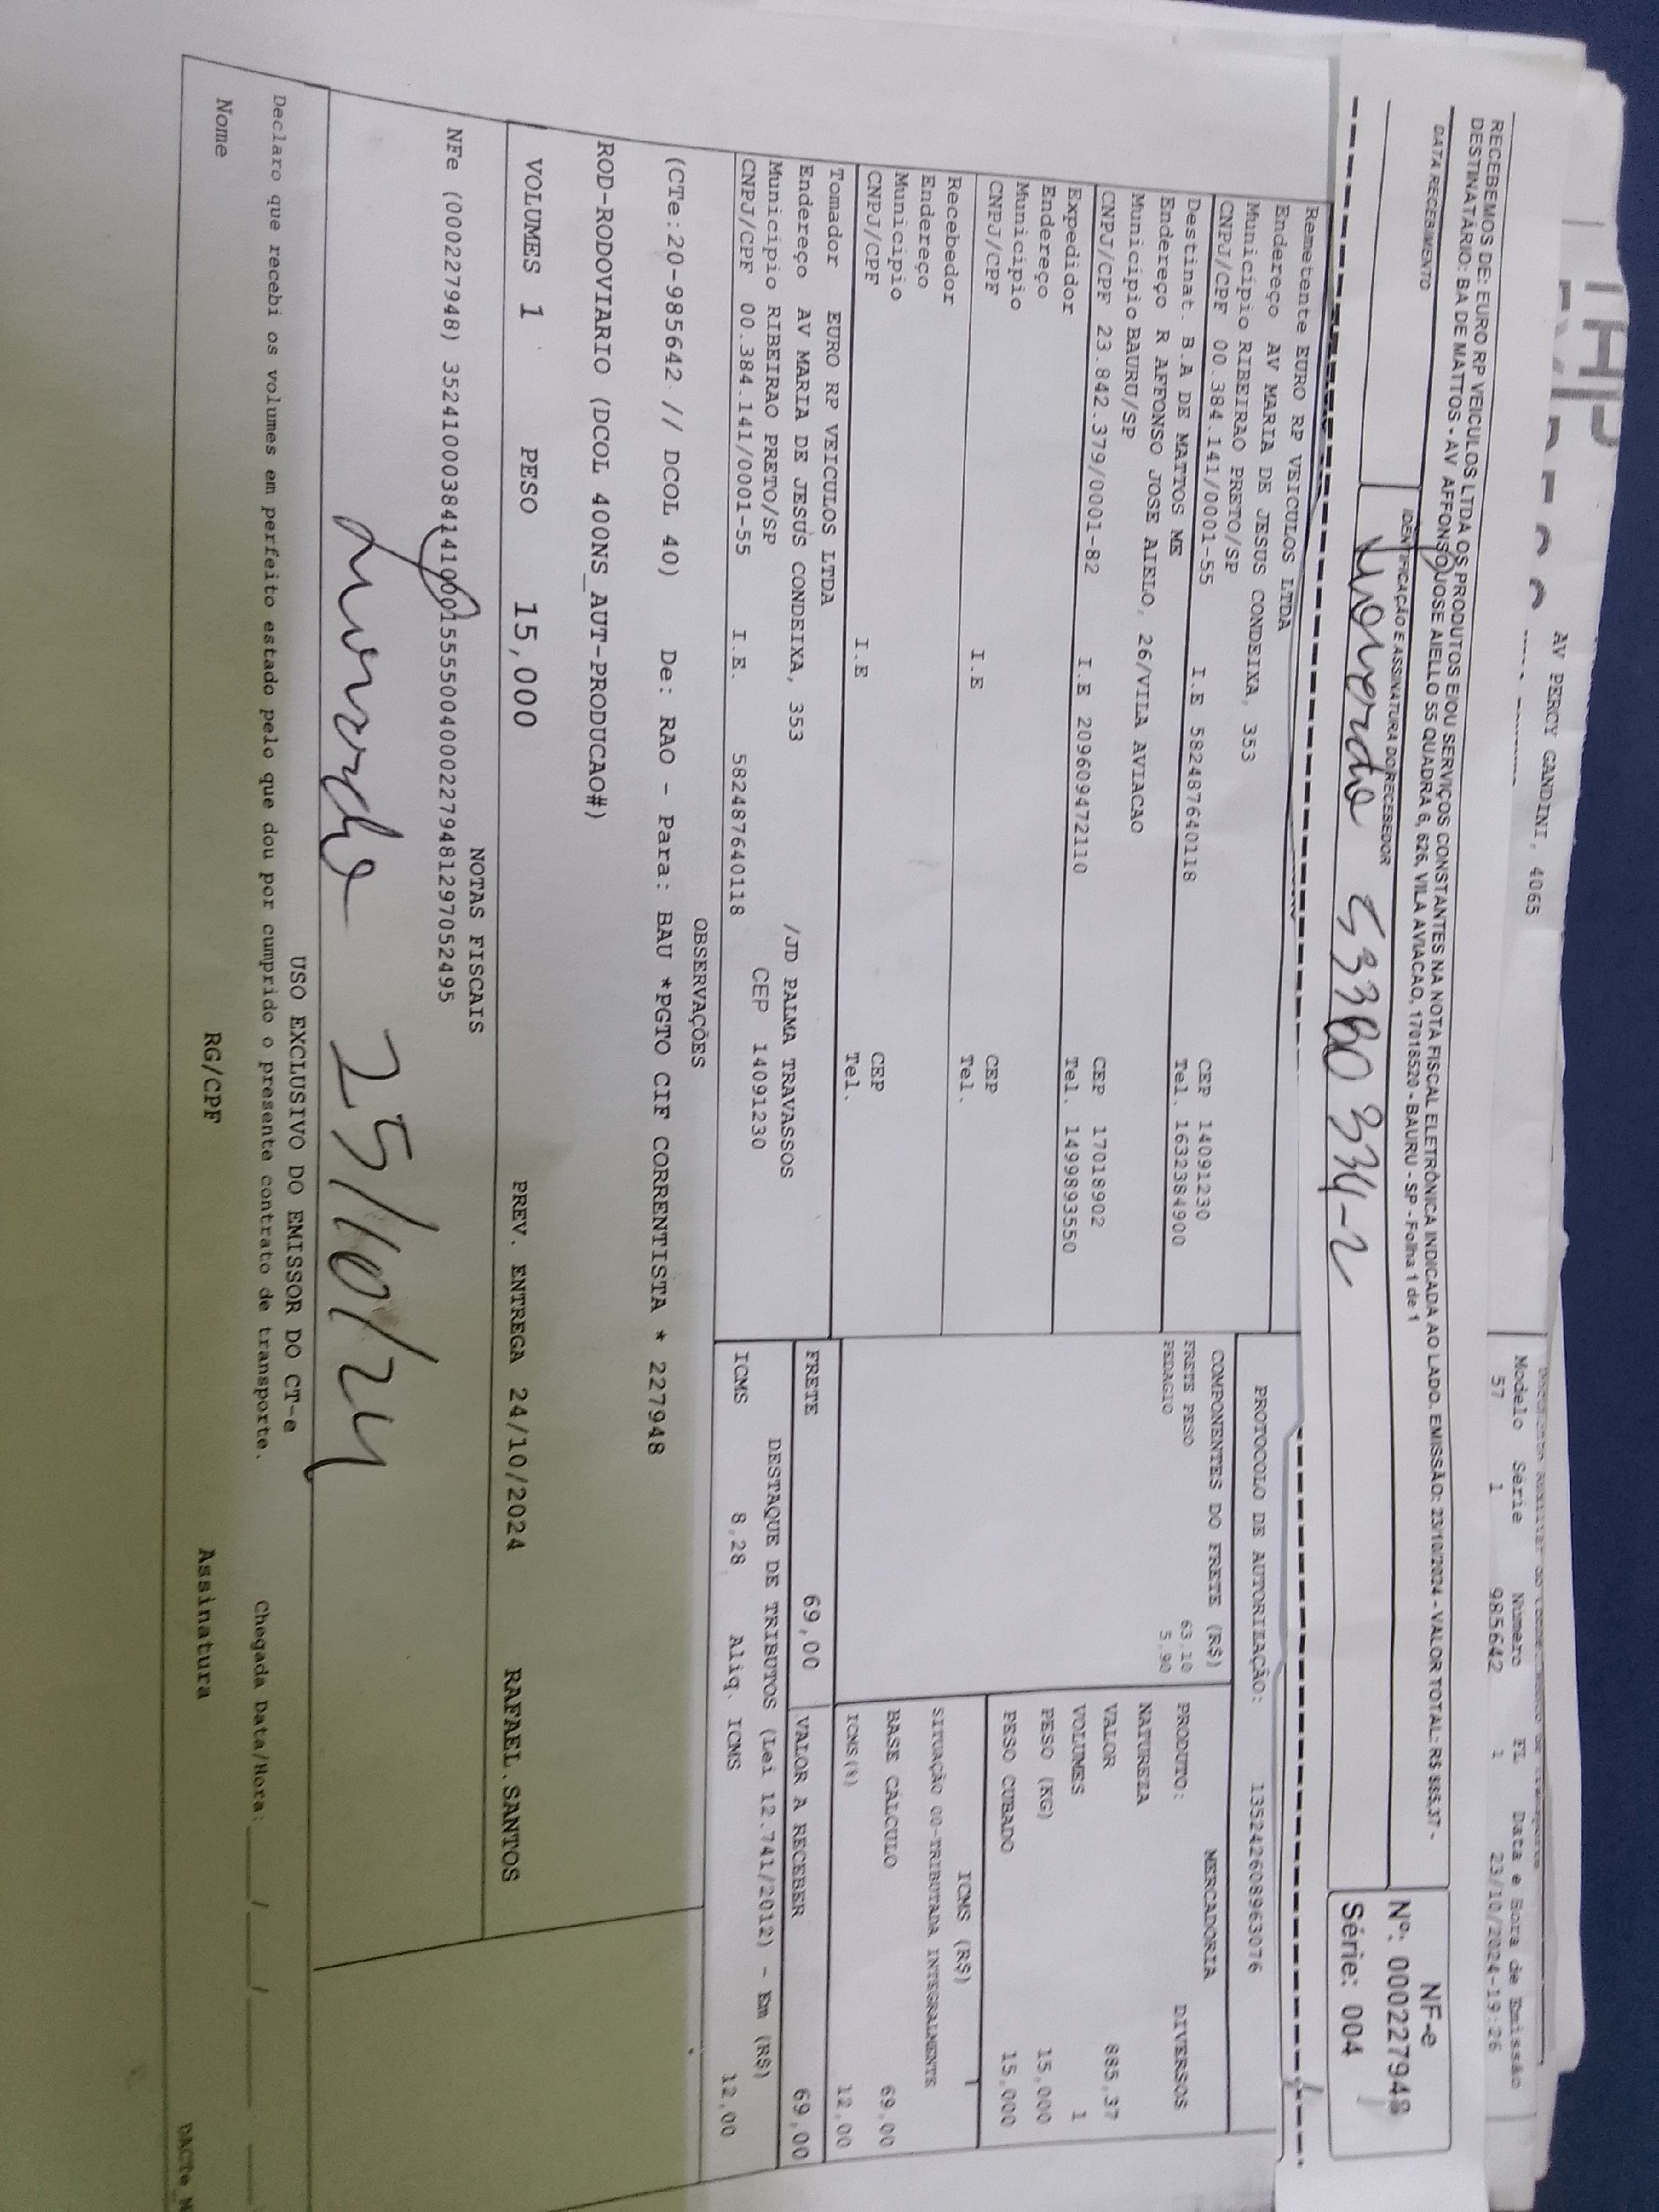 AV PERCY GANDINI, 4065
Modelo Série Número FL Data e Hora de Emissão
57 1 985642 1 23/10/2024-19:26
RECEBEMOS DE: EURO RP VEICULOS LTDA OS PRODUTOS E/OU SERVIÇOS CONSTANTES NA NOTA FISCAL ELETRÔNICA INDICADA AO LADO. EMISSÃO: 23/10/2024 - VALOR TOTAL: R$ 885,37 -
DESTINATÁRIO: BA DE MATTOS - AV AFFONSO JOSE AIELLO 55 QUADRA 6, 626, VILA AVIACAO, 17018520 - BAURU - SP - Folha 1 de 1
DATA RECEBIMENTO
IDENTIFICAÇÃO E ASSINATURA DO RECEBEDOR
NF-e
Nº. 000227948
Série: 004
Remetente EURO RP VEICULOS LTDA
Endereço AV MARIA DE JESUS CONDEIXA, 353
Município RIBEIRAO PRETO/SP CEP 14091230
CNPJ/CPF 00.384.141/0001-55 I.E 582487640118 Tel. 1632384900
Destinat. B.A DE MATTOS ME
Endereço R AFFONSO JOSE AIELO, 26/VILA AVIACAO
Município BAURU/SP CEP 17018902
CNPJ/CPF 23.842.379/0001-82 I.E 209609472110 Tel. 1499893550
Expedidor
Endereço
Município CEP
CNPJ/CPF I.E Tel.
Recebedor
Endereço
Município CEP
CNPJ/CPF I.E Tel.
Tomador EURO RP VEICULOS LTDA
Endereço AV MARIA DE JESUS CONDEIXA, 353 /JD PALMA TRAVASSOS
Município RIBEIRAO PRETO/SP CEP 14091230
CNPJ/CPF 00.384.141/0001-55 I.E. 582487640118
PROTOCOLO DE AUTORIZAÇÃO: 135242608963076
COMPONENTES DO FRETE (R$)
FRETE PESO 63,10
PEDAGIO 5,90
MERCADORIA
PRODUTO: DIVERSOS
NATUREZA
VALOR 885,37
VOLUMES 1
PESO (KG) 15,000
PESO CUBADO 15,000
ICMS (R$)
SITUAÇÃO 00-TRIBUTADA INTEGRALMENTE
BASE CÁLCULO 69,00
ICMS(%) 12,00
FRETE 69,00 VALOR A RECEBER 69,00
DESTAQUE DE TRIBUTOS (Lei 12.741/2012) - Em (R$)
ICMS 8,28 Aliq. ICMS 12,00
OBSERVAÇÕES
(CTe:20-985642 // DCOL 40) De: RAO - Para: BAU *PGTO CIF CORRENTISTA * 227948
ROD-RODOVIARIO (DCOL 400NS_AUT-PRODUCAO#)
VOLUMES 1 PESO 15,000 PREV. ENTREGA 24/10/2024 RAFAEL.SANTOS
NOTAS FISCAIS
NFe (000227948) 35241000384141000155550040002279481297052495
25/10/24
USO EXCLUSIVO DO EMISSOR DO CT-e
Declaro que recebi os volumes em perfeito estado pelo que dou por cumprido o presente contrato de transporte. Chegada Data/Hora: ___/___/_____
Nome RG/CPF Assinatura
DACTe